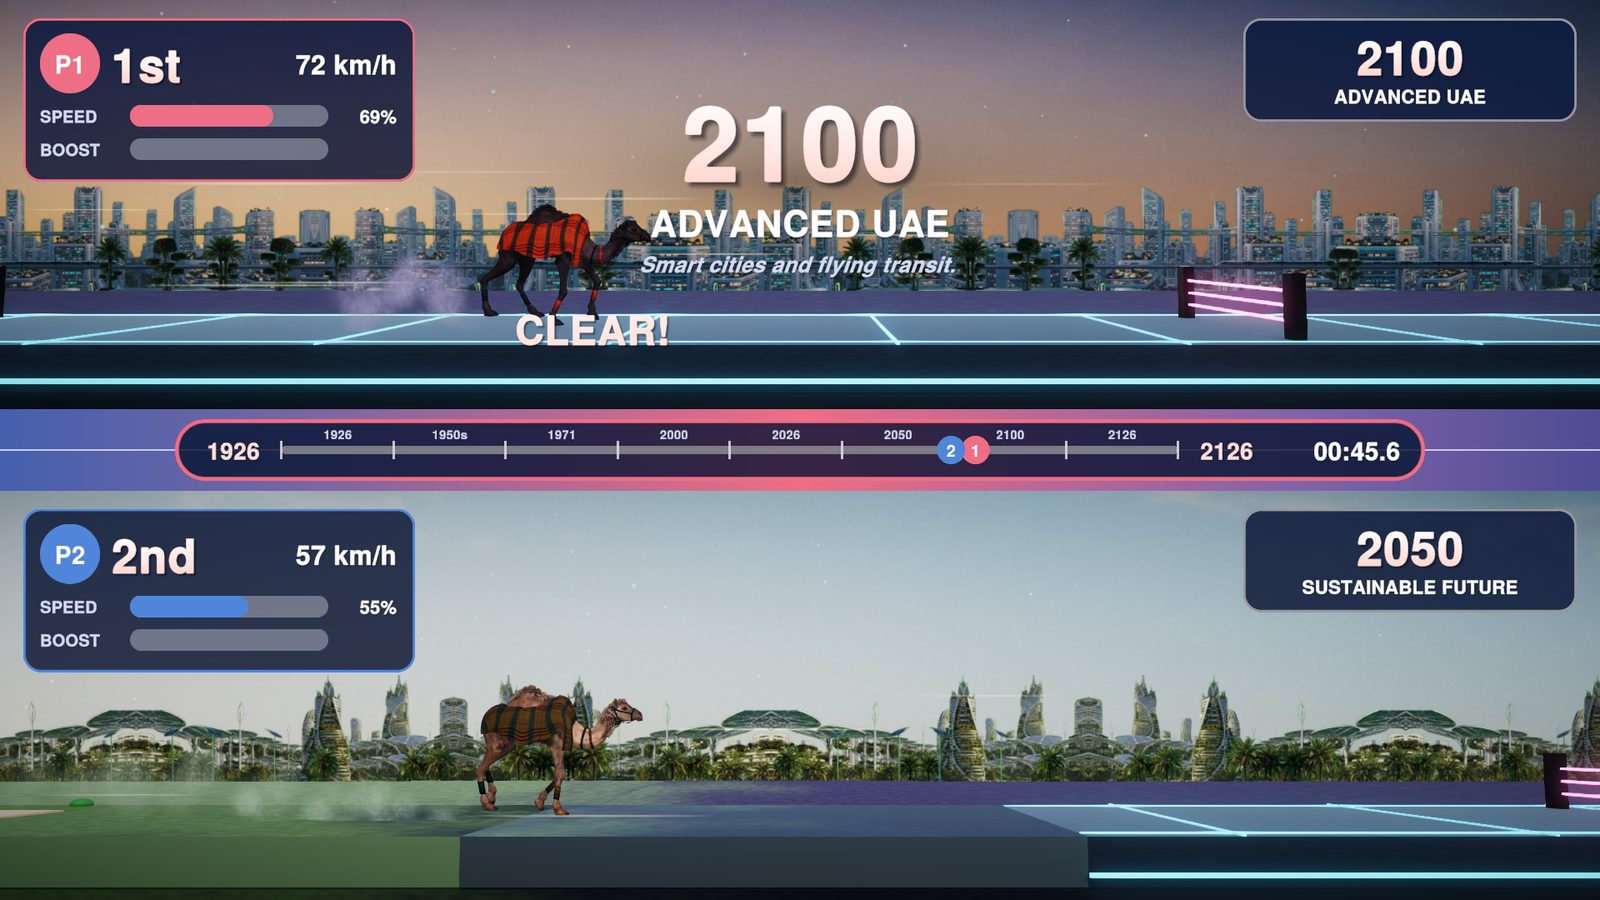 P1 1st 72 km/h
SPEED 69%
BOOST
2100
ADVANCED UAE
2100
ADVANCED UAE
Smart cities and flying transit.
CLEAR!
1926 1950s 1971 2000 2026 2050 2100 2126
1926 2 1 2126 00:45.6
P2 2nd 57 km/h
SPEED 55%
BOOST
2050
SUSTAINABLE FUTURE